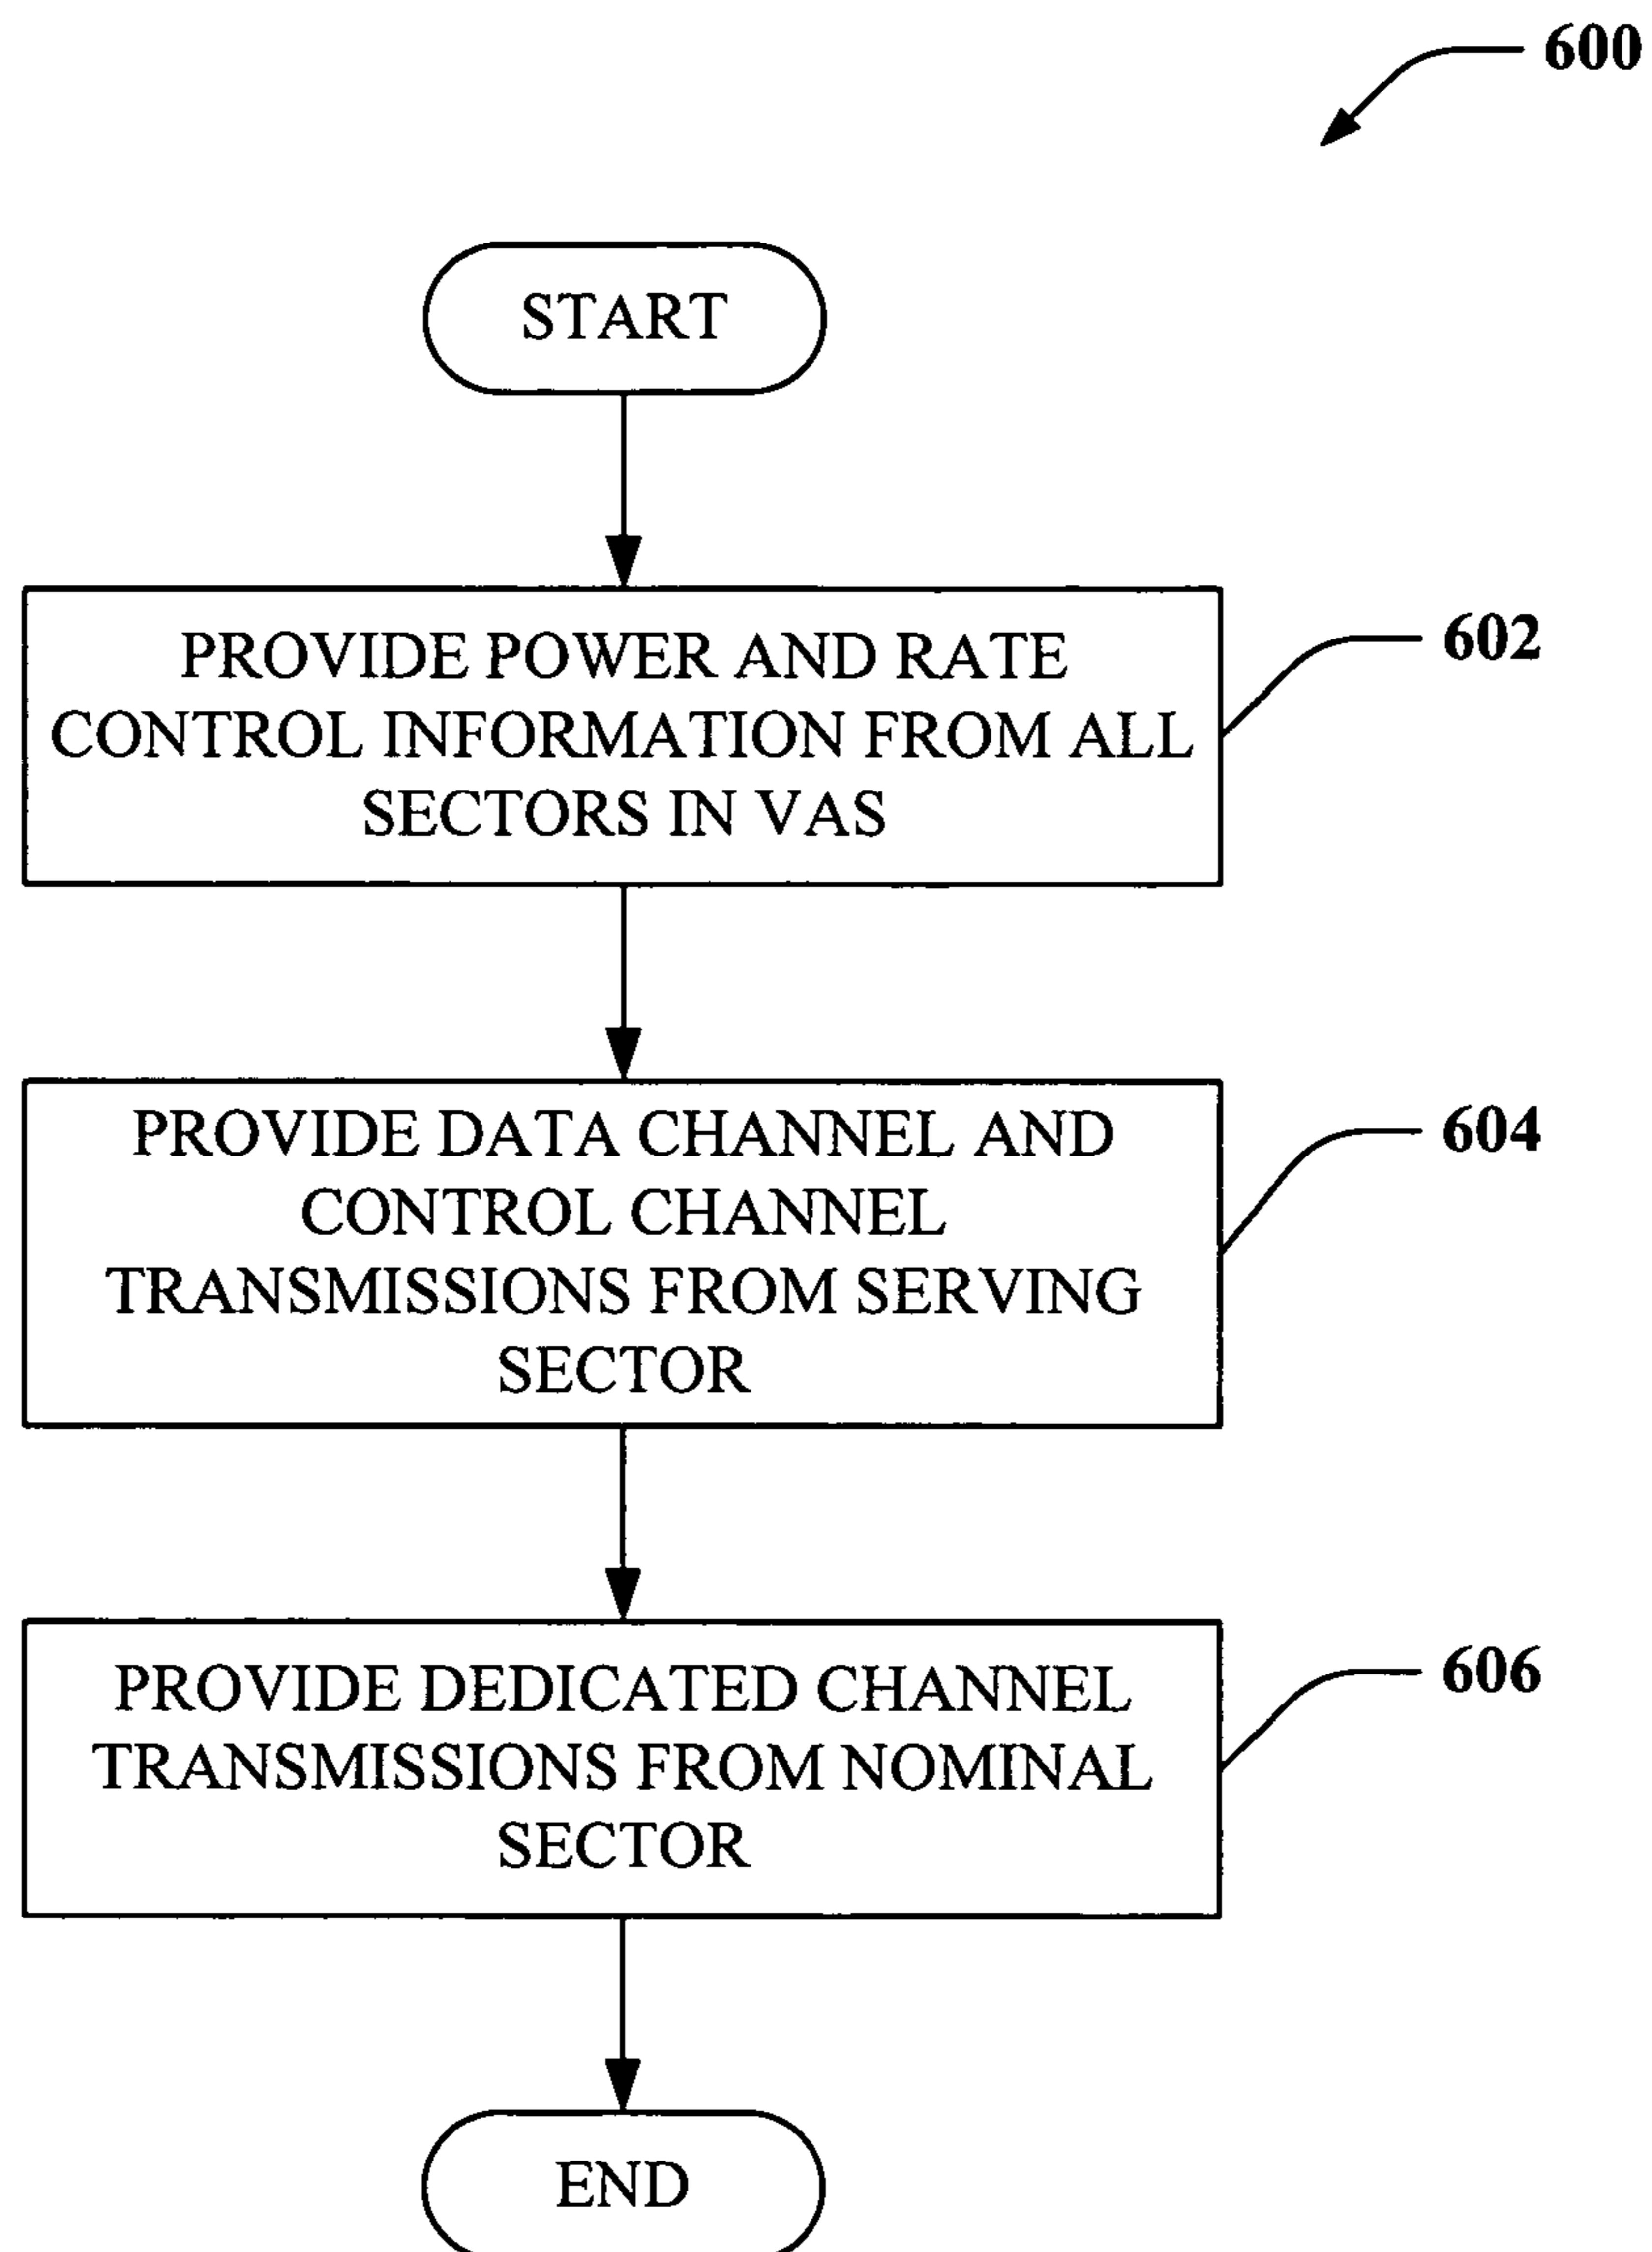 600
START
PROVIDE POWER AND RATE
CONTROL INFORMATION FROM ALL
SECTORS IN VAS
602
PROVIDE DATA CHANNEL AND
CONTROL CHANNEL
TRANSMISSIONS FROM SERVING
SECTOR
604
PROVIDE DEDICATED CHANNEL
TRANSMISSIONS FROM NOMINAL
SECTOR
606
END